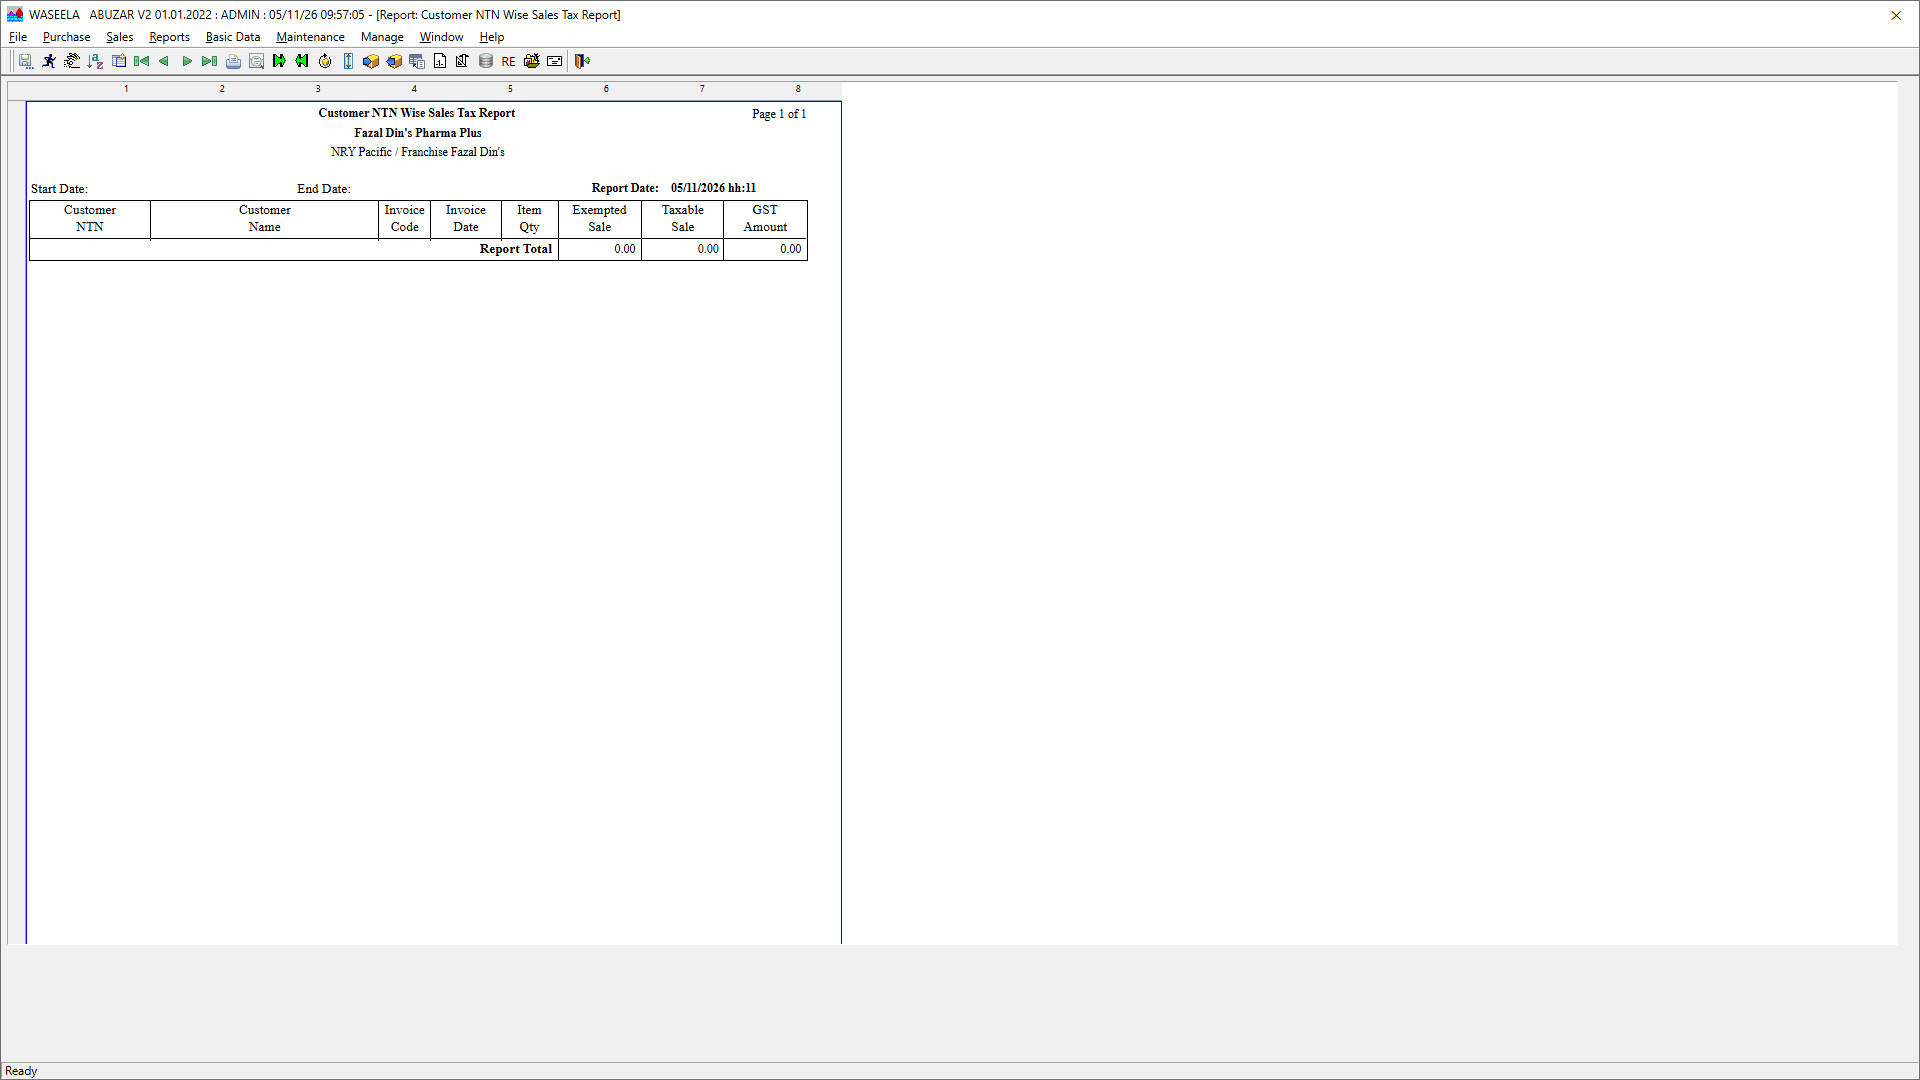 WASEELA ABUZAR V2 01.01.2022 : ADMIN : 05/11/26 09:57:05 - [Report: Customer NTN Wise Sales Tax Report]
File Purchase Sales Reports Basic Data Maintenance Manage Window Help
RE
1 2 3 4 5 6 7 8
Customer NTN Wise Sales Tax Report Page 1 of 1
Fazal Din's Pharma Plus
NRY Pacific / Franchise Fazal Din's
Start Date: End Date: Report Date: 05/11/2026 hh:11
Customer Customer Invoice Invoice Item Exempted Taxable GST
NTN Name Code Date Qty Sale Sale Amount
Report Total 0.00 0.00 0.00
Ready